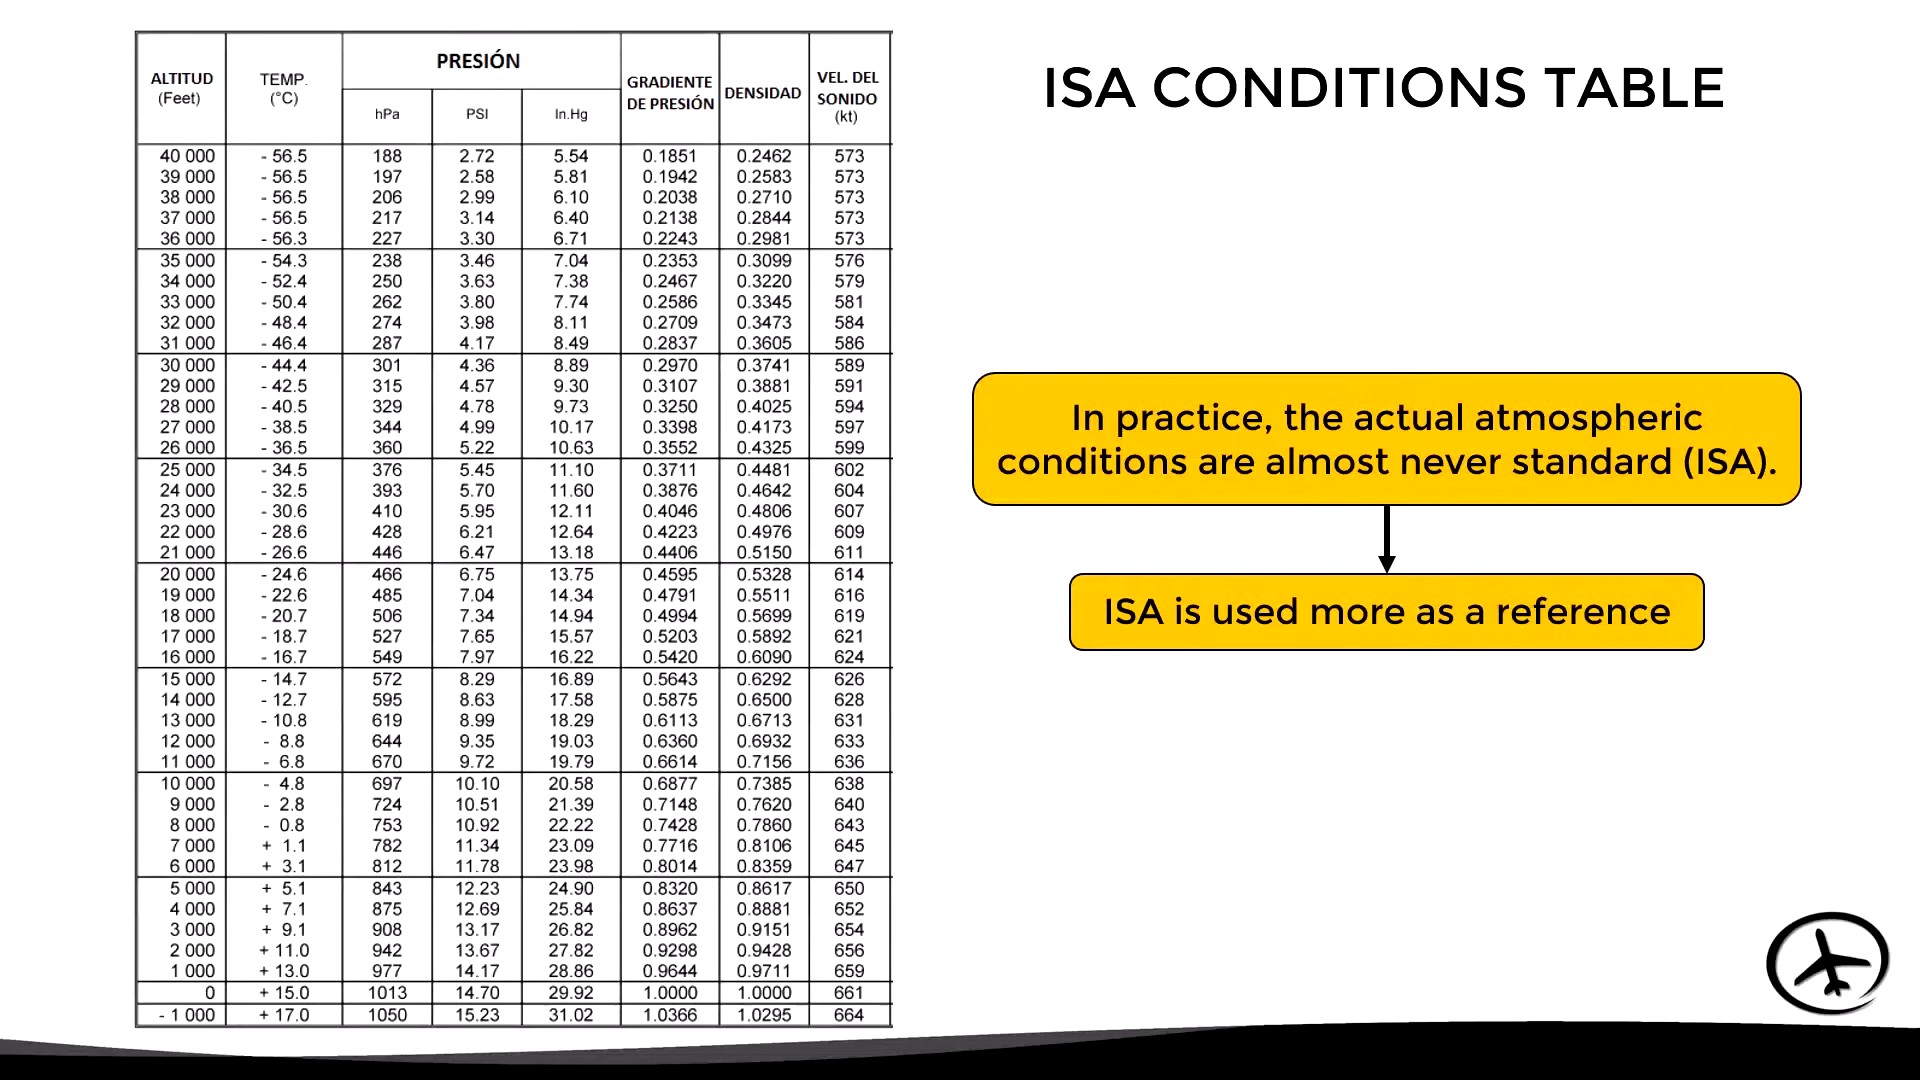 ISA CONDITIONS TABLE
ALTITUD (Feet) TEMP. (°C) PRESIÓN GRADIENTE DE PRESIÓN DENSIDAD VEL. DEL SONIDO (kt)
hPa PSI In.Hg
40 000 - 56.5 188 2.72 5.54 0.1851 0.2462 573
39 000 - 56.5 197 2.58 5.81 0.1942 0.2583 573
38 000 - 56.5 206 2.99 6.10 0.2038 0.2710 573
37 000 - 56.5 217 3.14 6.40 0.2138 0.2844 573
36 000 - 56.3 227 3.30 6.71 0.2243 0.2981 573
35 000 - 54.3 238 3.46 7.04 0.2353 0.3099 576
34 000 - 52.4 250 3.63 7.38 0.2467 0.3220 579
33 000 - 50.4 262 3.80 7.74 0.2586 0.3345 581
32 000 - 48.4 274 3.98 8.11 0.2709 0.3473 584
31 000 - 46.4 287 4.17 8.49 0.2837 0.3605 586
30 000 - 44.4 301 4.36 8.89 0.2970 0.3741 589
29 000 - 42.5 315 4.57 9.30 0.3107 0.3881 591
28 000 - 40.5 329 4.78 9.73 0.3250 0.4025 594
27 000 - 38.5 344 4.99 10.17 0.3398 0.4173 597
26 000 - 36.5 360 5.22 10.63 0.3552 0.4325 599
25 000 - 34.5 376 5.45 11.10 0.3711 0.4481 602
24 000 - 32.5 393 5.70 11.60 0.3876 0.4642 604
23 000 - 30.6 410 5.95 12.11 0.4046 0.4806 607
22 000 - 28.6 428 6.21 12.64 0.4223 0.4976 609
21 000 - 26.6 446 6.47 13.18 0.4406 0.5150 611
20 000 - 24.6 466 6.75 13.75 0.4595 0.5328 614
19 000 - 22.6 485 7.04 14.34 0.4791 0.5511 616
18 000 - 20.7 506 7.34 14.94 0.4994 0.5699 619
17 000 - 18.7 527 7.65 15.57 0.5203 0.5892 621
16 000 - 16.7 549 7.97 16.22 0.5420 0.6090 624
15 000 - 14.7 572 8.29 16.89 0.5643 0.6292 626
14 000 - 12.7 595 8.63 17.58 0.5875 0.6500 628
13 000 - 10.8 619 8.99 18.29 0.6113 0.6713 631
12 000 - 8.8 644 9.35 19.03 0.6360 0.6932 633
11 000 - 6.8 670 9.72 19.79 0.6614 0.7156 636
10 000 - 4.8 697 10.10 20.58 0.6877 0.7385 638
9 000 - 2.8 724 10.51 21.39 0.7148 0.7620 640
8 000 - 0.8 753 10.92 22.22 0.7428 0.7860 643
7 000 + 1.1 782 11.34 23.09 0.7716 0.8106 645
6 000 + 3.1 812 11.78 23.98 0.8014 0.8359 647
5 000 + 5.1 843 12.23 24.90 0.8320 0.8617 650
4 000 + 7.1 875 12.69 25.84 0.8637 0.8881 652
3 000 + 9.1 908 13.17 26.82 0.8962 0.9151 654
2 000 + 11.0 942 13.67 27.82 0.9298 0.9428 656
1 000 + 13.0 977 14.17 28.86 0.9644 0.9711 659
0 + 15.0 1013 14.70 29.92 1.0000 1.0000 661
- 1 000 + 17.0 1050 15.23 31.02 1.0366 1.0295 664
In practice, the actual atmospheric
conditions are almost never standard (ISA).
ISA is used more as a reference